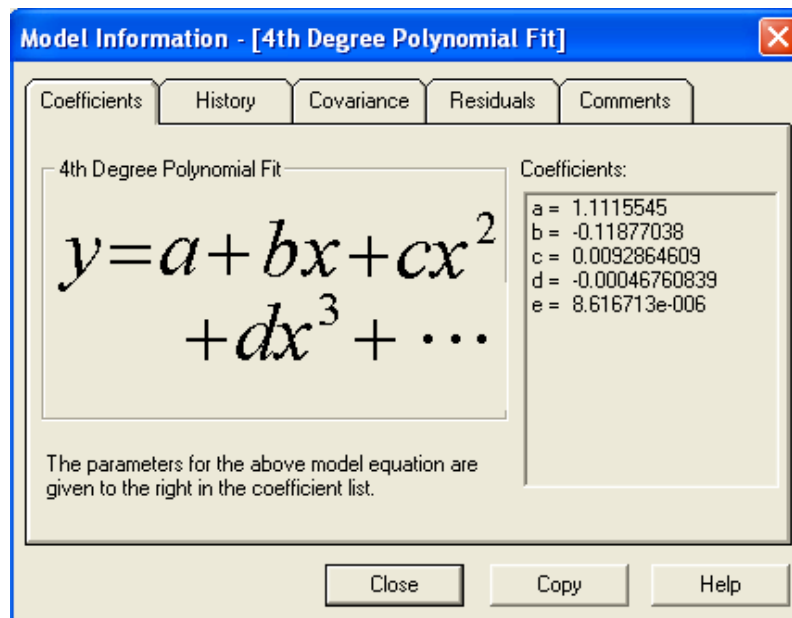 Model Information - [4th Degree Polynomial Fit]
Coefficients History Covariance Residuals Comments
4th Degree Polynomial Fit
y=a+bx+cx²
+dx³+⋯
The parameters for the above model equation are
given to the right in the coefficient list.
Coefficients:
a = 1.1115545
b = -0.11877038
c = 0.0092864609
d = -0.00046760839
e = 8.616713e-006
Close Copy Help